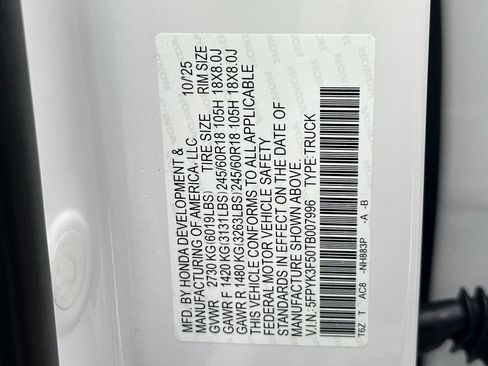 MFD. BY HONDA DEVELOPMENT & 10/'25
MANUFACTURING OF AMERICA, LLC.
TIRE SIZE RIM SIZE
GVWR 2730 KG(6019LBS)
GAWR F 1420 KG(3131LBS) 245/60R18 105H 18X8.0J
GAWR R 1480 KG(3263LBS) 245/60R18 105H 18X8.0J
THIS VEHICLE CONFORMS TO ALL APPLICABLE
FEDERAL MOTOR VEHICLE SAFETY
STANDARDS IN EFFECT ON THE DATE OF
MANUFACTURE SHOWN ABOVE.
V.I.N.: 5FPYK3F50TB007996 TYPE:TRUCK
T6Z T AC8 -NH883P -A -B